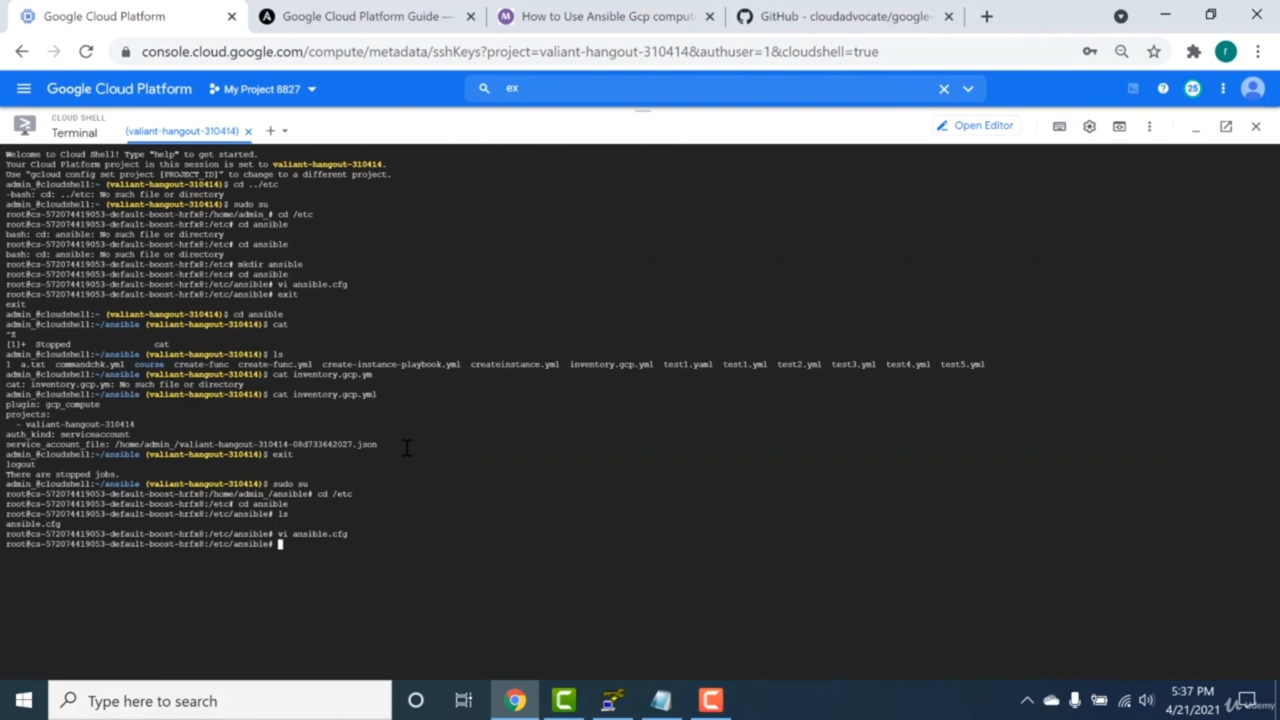 Google Cloud Platform
Google Cloud Platform Guide —
How to Use Ansible Gcp comput
GitHub - cloudadvocate/google-
console.cloud.google.com/compute/metadata/sshKeys?project=valiant-hangout-310414&authuser=1&cloudshell=true
r
Google Cloud Platform
My Project 8827
ex
25
CLOUD SHELL
Terminal
(valiant-hangout-310414)
Open Editor
Welcome to Cloud Shell! Type "help" to get started.
Your Cloud Platform project in this session is set to valiant-hangout-310414.
Use "gcloud config set project [PROJECT_ID]" to change to a different project.
admin_@cloudshell:~ (valiant-hangout-310414)$ cd ../etc
-bash: cd: ../etc: No such file or directory
admin_@cloudshell:~ (valiant-hangout-310414)$ sudo su
root@cs-572074419053-default-boost-hrfx8:/home/admin_# cd /etc
root@cs-572074419053-default-boost-hrfx8:/etc# cd ansible
bash: cd: ansible: No such file or directory
root@cs-572074419053-default-boost-hrfx8:/etc# cd ansible
bash: cd: ansible: No such file or directory
root@cs-572074419053-default-boost-hrfx8:/etc# mkdir ansible
root@cs-572074419053-default-boost-hrfx8:/etc# cd ansible
root@cs-572074419053-default-boost-hrfx8:/etc/ansible# vi ansible.cfg
root@cs-572074419053-default-boost-hrfx8:/etc/ansible# exit
exit
admin_@cloudshell:~ (valiant-hangout-310414)$ cd ansible
admin_@cloudshell:~/ansible (valiant-hangout-310414)$ cat
^Z
[1]+  Stopped                 cat
admin_@cloudshell:~/ansible (valiant-hangout-310414)$ ls
1  a.txt  commandchk.yml  course  create-func  create-func.yml  create-instance-playbook.yml  createinstance.yml  inventory.gcp.yml  test1.yaml  test1.yml  test2.yml  test3.yml  test4.yml  test5.yml
admin_@cloudshell:~/ansible (valiant-hangout-310414)$ cat inventory.gcp.ym
cat: inventory.gcp.ym: No such file or directory
admin_@cloudshell:~/ansible (valiant-hangout-310414)$ cat inventory.gcp.yml
plugin: gcp_compute
projects:
  - valiant-hangout-310414
auth_kind: serviceaccount
service_account_file: /home/admin_/valiant-hangout-310414-08d733642027.json
admin_@cloudshell:~/ansible (valiant-hangout-310414)$ exit
logout
There are stopped jobs.
admin_@cloudshell:~/ansible (valiant-hangout-310414)$ sudo su
root@cs-572074419053-default-boost-hrfx8:/home/admin_/ansible# cd /etc
root@cs-572074419053-default-boost-hrfx8:/etc# cd ansible
root@cs-572074419053-default-boost-hrfx8:/etc/ansible# ls
ansible.cfg
root@cs-572074419053-default-boost-hrfx8:/etc/ansible# vi ansible.cfg
root@cs-572074419053-default-boost-hrfx8:/etc/ansible#
Type here to search
5:37 PM
4/21/2021
Udemy